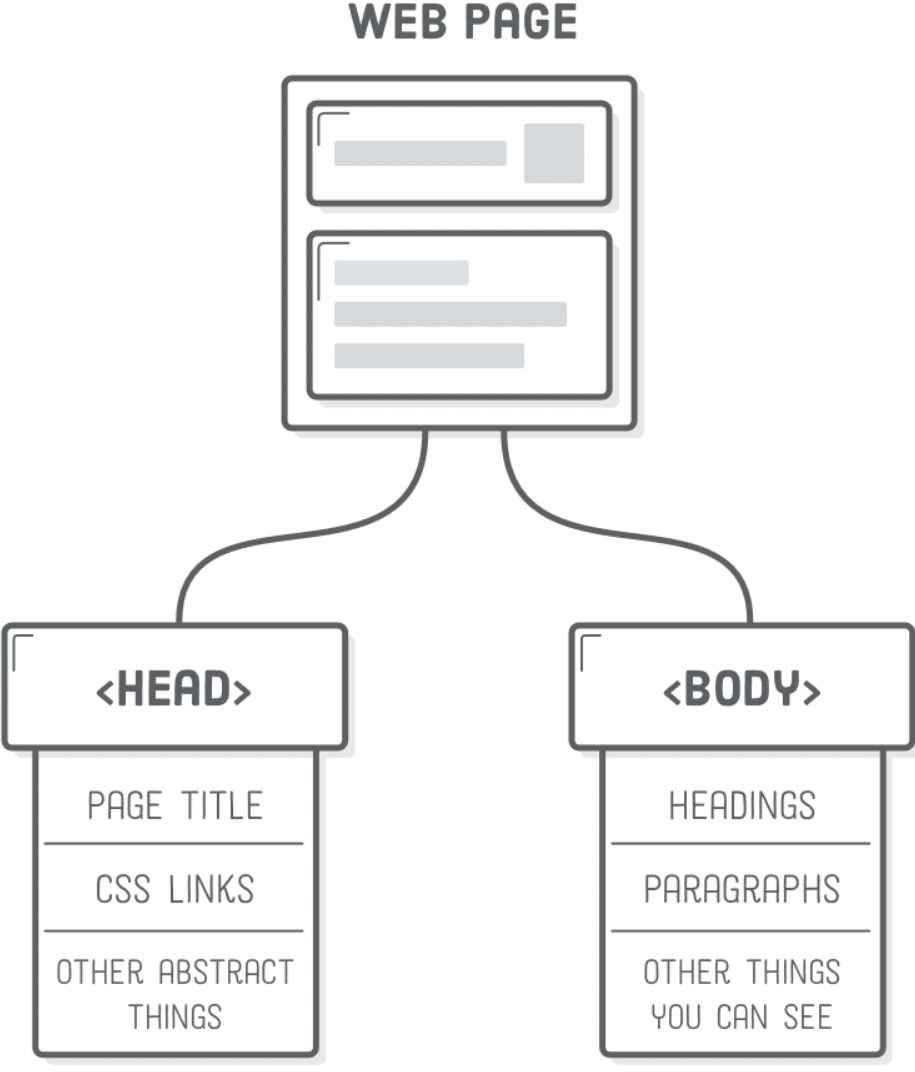 WEB PAGE
<HEAD>
PAGE TITLE
CSS LINKS
OTHER ABSTRACT
THINGS
<BODY>
HEADINGS
PARAGRAPHS
OTHER THINGS
YOU CAN SEE